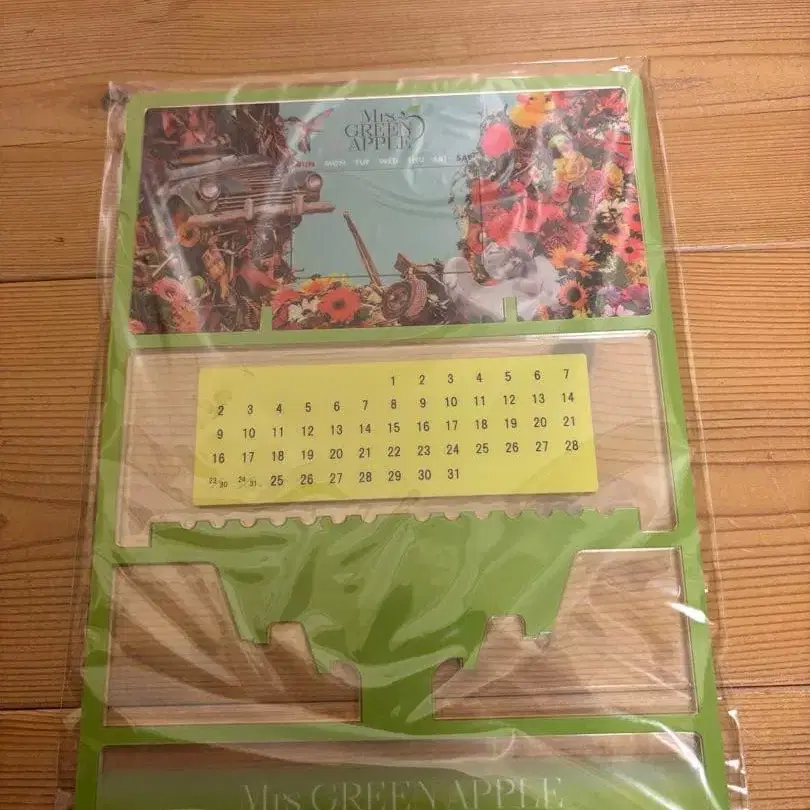 Mrs.
GREEN
APPLE
SUN MON TUE WED THU FRI SAT
1 2 3 4 5 6 7
2 3 4 5 6 7 8 9 10 11 12 13 14
9 10 11 12 13 14 15 16 17 18 19 20 21
16 17 18 19 20 21 22 23 24 25 26 27 28
23/30 24/31 25 26 27 28 29 30 31
Mrs. GREEN APPLE